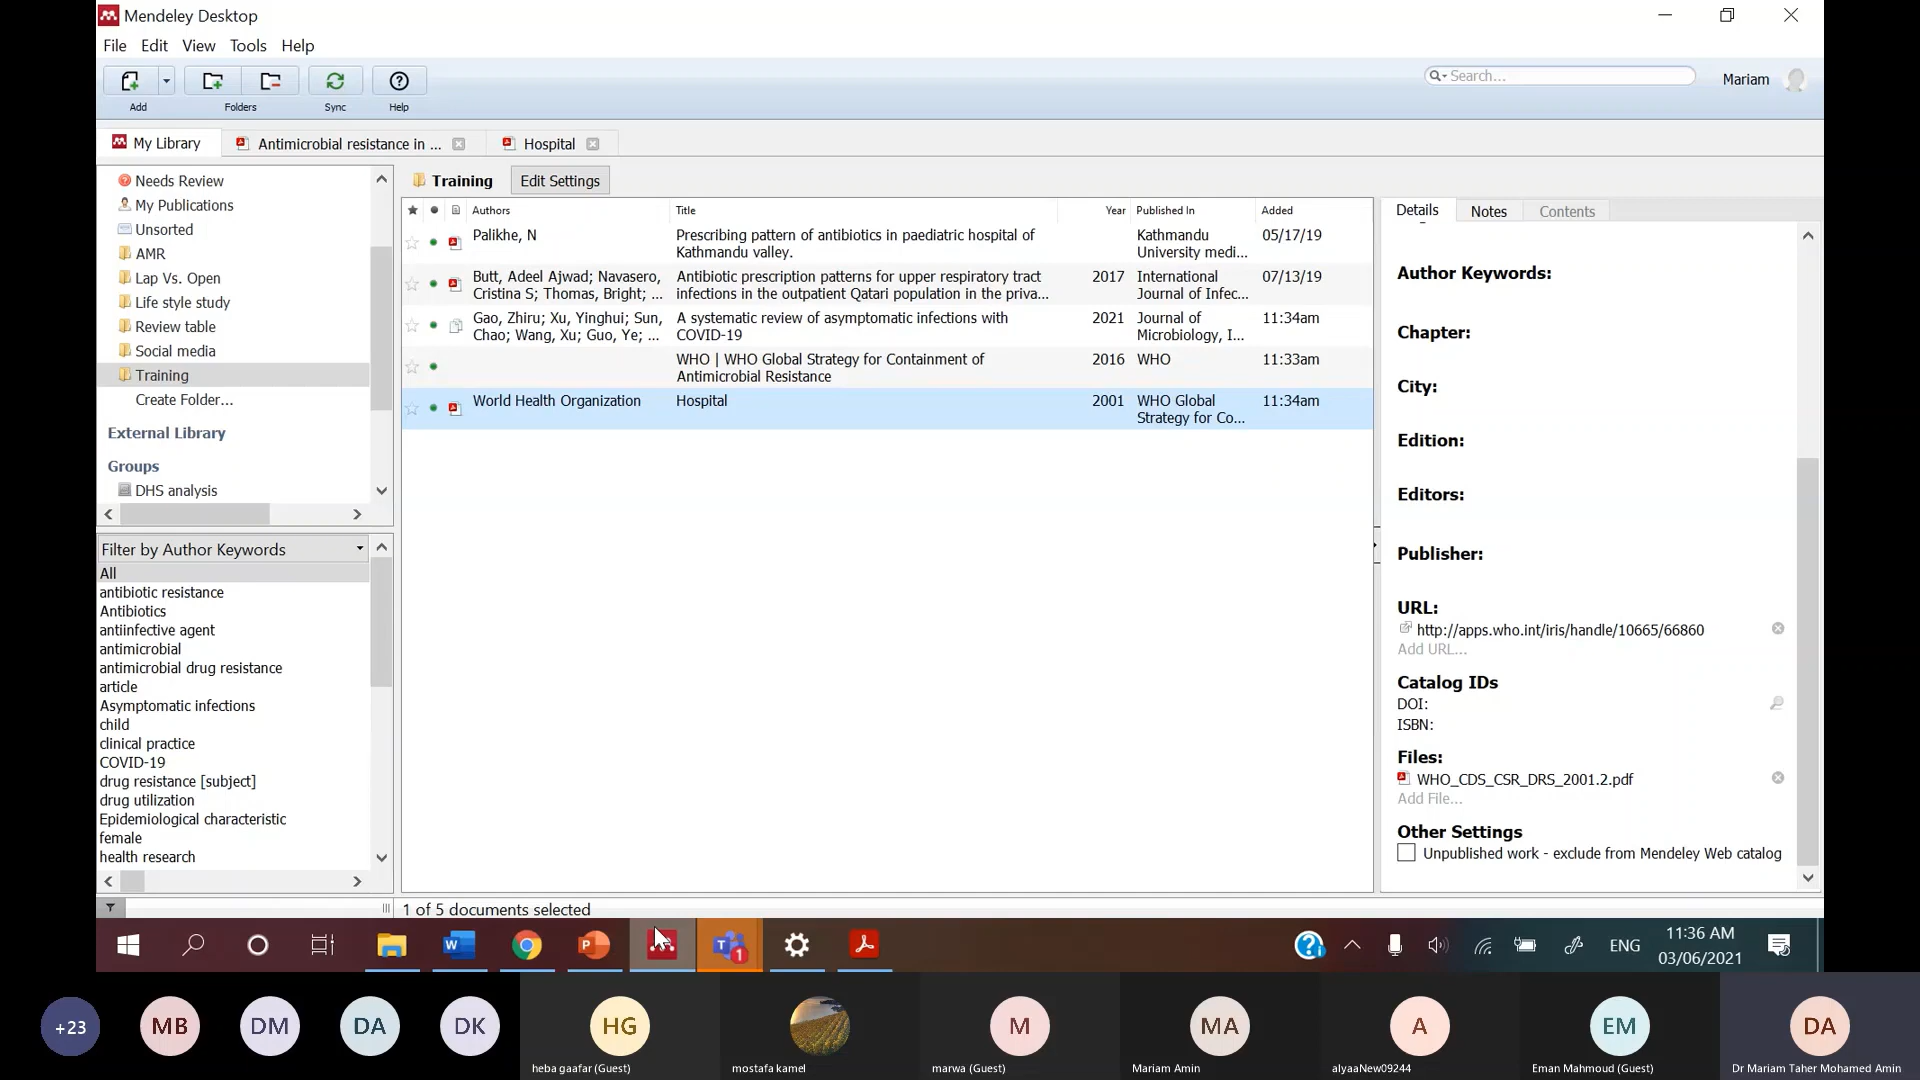 Mendeley Desktop
File Edit View Tools Help
Search...
Mariam
Add
Folders
Sync
Help
My Library
Antimicrobial resistance in ...
Hospital
Needs Review
My Publications
Unsorted
AMR
Lap Vs. Open
Life style study
Review table
Social media
Training
Create Folder...
External Library
Groups
DHS analysis
Filter by Author Keywords
All
antibiotic resistance
Antibiotics
antiinfective agent
antimicrobial
antimicrobial drug resistance
article
Asymptomatic infections
child
clinical practice
COVID-19
drug resistance [subject]
drug utilization
Epidemiological characteristic
female
health research
Training
Edit Settings
Authors Title Year Published In Added
Palikhe, N Prescribing pattern of antibiotics in paediatric hospital of Kathmandu 05/17/19
Kathmandu valley. University medi...
Butt, Adeel Ajwad; Navasero, Antibiotic prescription patterns for upper respiratory tract 2017 International 07/13/19
Cristina S; Thomas, Bright; ... infections in the outpatient Qatari population in the priva... Journal of Infec...
Gao, Zhiru; Xu, Yinghui; Sun, A systematic review of asymptomatic infections with 2021 Journal of 11:34am
Chao; Wang, Xu; Guo, Ye; ... COVID-19 Microbiology, I...
WHO | WHO Global Strategy for Containment of 2016 WHO 11:33am
Antimicrobial Resistance
World Health Organization Hospital 2001 WHO Global 11:34am
Strategy for Co...
1 of 5 documents selected
Details Notes Contents
Author Keywords:
Chapter:
City:
Edition:
Editors:
Publisher:
URL:
http://apps.who.int/iris/handle/10665/66860
Add URL...
Catalog IDs
DOI:
ISBN:
Files:
WHO_CDS_CSR_DRS_2001.2.pdf
Add File...
Other Settings
Unpublished work - exclude from Mendeley Web catalog
1
ENG
11:36 AM
03/06/2021
+23
MB
DM
DA
DK
HG
M
MA
A
EM
DA
heba gaafar (Guest)
mostafa kamel
marwa (Guest)
Mariam Amin
alyaaNew09244
Eman Mahmoud (Guest)
Dr Mariam Taher Mohamed Amin